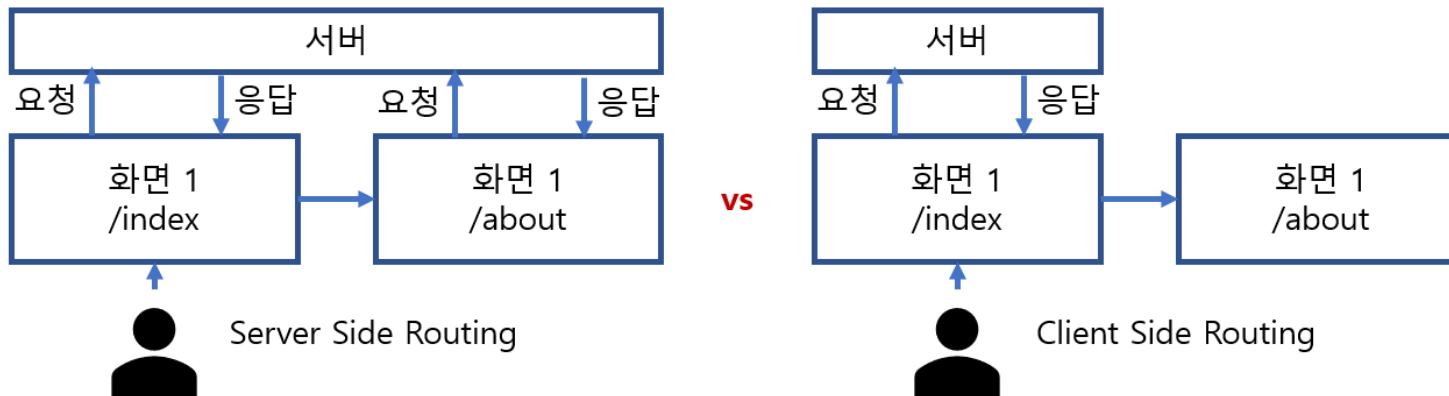 서버
요청
응답
요청
응답
화면 1
/index
화면 1
/about
Server Side Routing
vs
서버
요청
응답
화면 1
/index
화면 1
/about
Client Side Routing